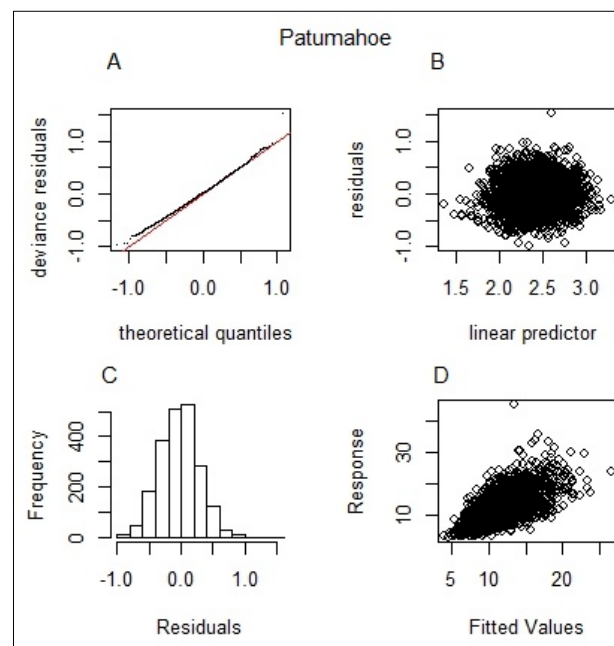 Patumahoe
A
B
deviance residuals
-1.0 0.0 1.0
-1.0 0.0 1.0
theoretical quantiles
residuals
-1.0 0.0 1.0
1.5 2.0 2.5 3.0
linear predictor
C
D
Frequency
0 200 400
-1.0 0.0 1.0
Residuals
Response
10 30
5 10 20
Fitted Values